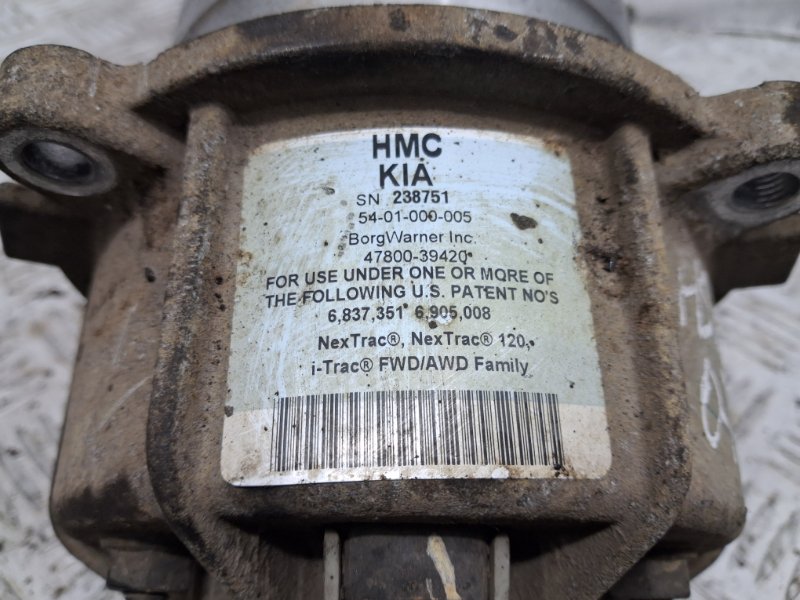 HMC
KIA
SN 238751
54-01-000-005
BorgWarner Inc.
47800-39420
FOR USE UNDER ONE OR MORE OF
THE FOLLOWING U.S. PATENT NO'S
6,837,351 6,905,008
NexTrac®, NexTrac® 120,
i-Trac® FWD/AWD Family